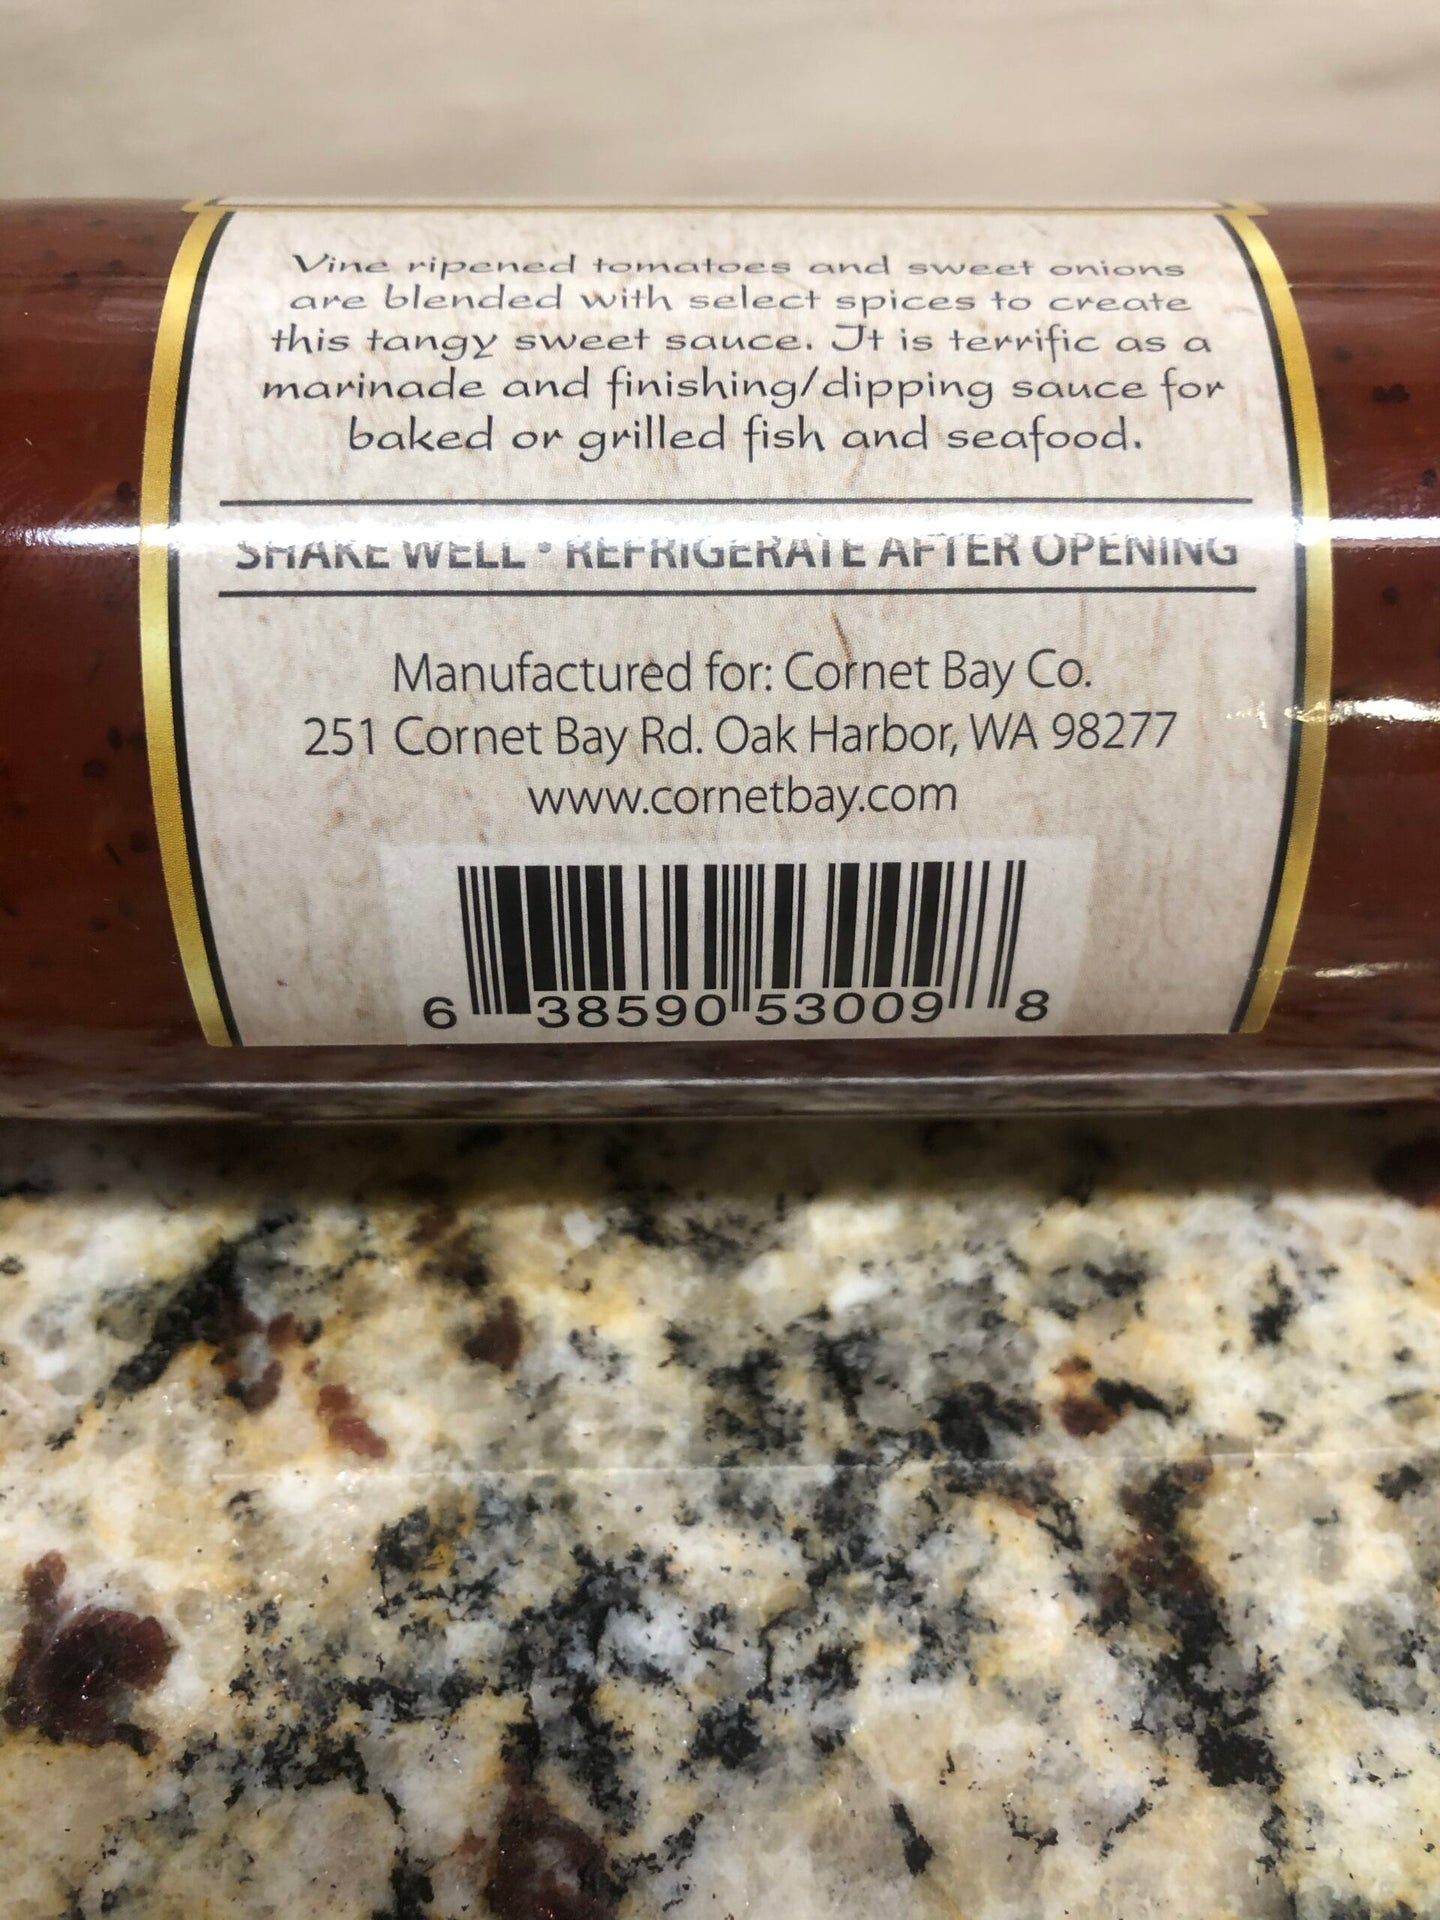 Vine ripened tomatoes and sweet onions
are blended with select spices to create
this tangy sweet sauce. It is terrific as a
marinade and finishing/dipping sauce for
baked or grilled fish and seafood.
SHAKE WELL • REFRIGERATE AFTER OPENING
Manufactured for: Cornet Bay Co.
251 Cornet Bay Rd. Oak Harbor, WA 98277
www.cornetbay.com
6 38590 53009 8